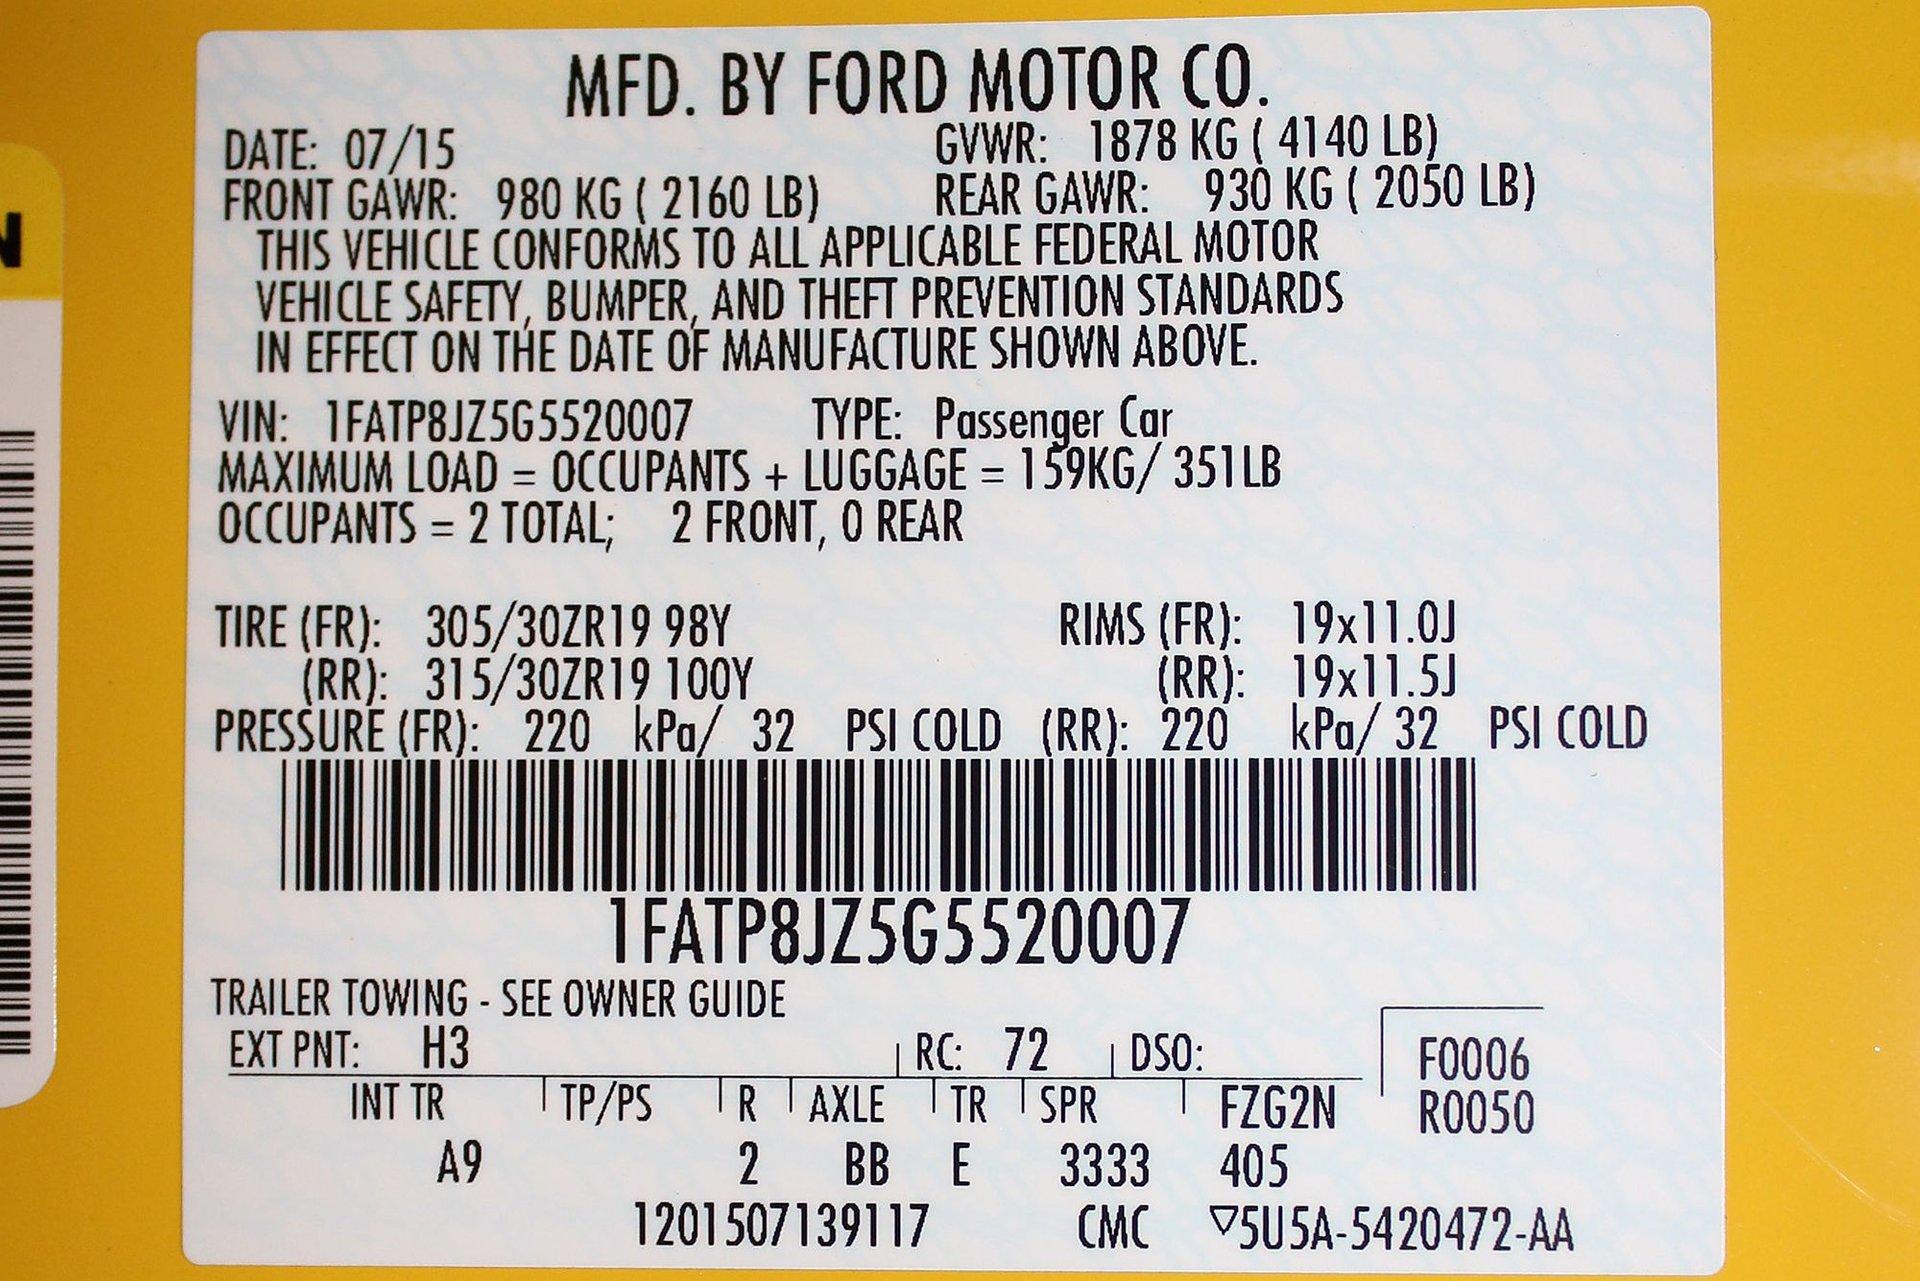 MFD. BY FORD MOTOR CO.
DATE: 07/15 GVWR: 1878 KG ( 4140 LB)
FRONT GAWR: 980 KG ( 2160 LB) REAR GAWR: 930 KG ( 2050 LB)
THIS VEHICLE CONFORMS TO ALL APPLICABLE FEDERAL MOTOR
VEHICLE SAFETY, BUMPER, AND THEFT PREVENTION STANDARDS
IN EFFECT ON THE DATE OF MANUFACTURE SHOWN ABOVE.
VIN: 1FATP8JZ5G5520007 TYPE: Passenger Car
MAXIMUM LOAD = OCCUPANTS + LUGGAGE = 159KG/ 351LB
OCCUPANTS = 2 TOTAL; 2 FRONT, 0 REAR
TIRE (FR): 305/30ZR19 98Y RIMS (FR): 19x11.0J
(RR): 315/30ZR19 100Y (RR): 19x11.5J
PRESSURE (FR): 220 kPa/ 32 PSI COLD (RR): 220 kPa/ 32 PSI COLD
1FATP8JZ5G5520007
TRAILER TOWING - SEE OWNER GUIDE
EXT PNT: H3 RC: 72 DSO: F0006
INT TR TP/PS R AXLE TR SPR FZG2N R0050
A9 2 BB E 3333 405
1201507139117 CMC ▽5U5A-5420472-AA
N